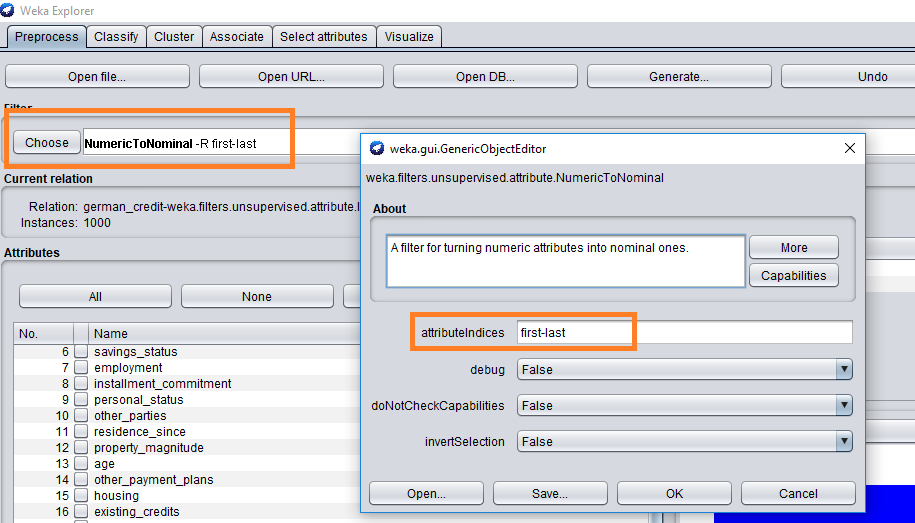 Weka Explorer
Preprocess Classify Cluster Associate Select attributes Visualize
Open file... Open URL... Open DB... Generate... Undo
Filter
Choose NumericToNominal -R first-last
weka.gui.GenericObjectEditor
weka.filters.unsupervised.attribute.NumericToNominal
Current relation
Relation: german_credit-weka.filters.unsupervised.attribute.
Instances: 1000
About
A filter for turning numeric attributes into nominal ones.
More
Capabilities
Attributes
All None
No. Name
6 savings_status
7 employment
8 installment_commitment
9 personal_status
10 other_parties
11 residence_since
12 property_magnitude
13 age
14 other_payment_plans
15 housing
16 existing_credits
attributeIndices first-last
debug False
doNotCheckCapabilities False
invertSelection False
Open... Save... OK Cancel